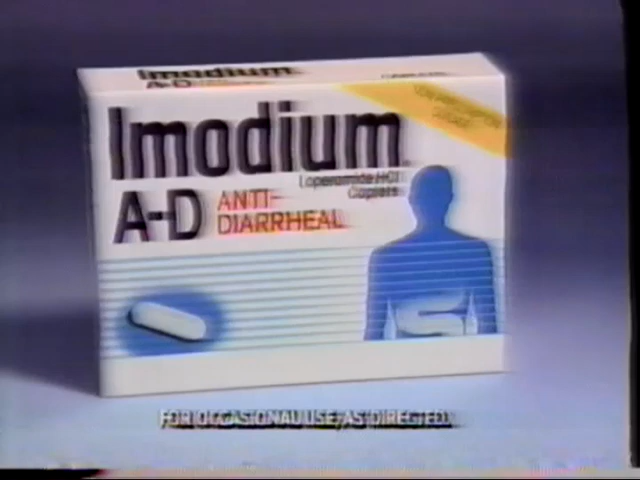 Imodium
A-D
Imodium
Loperamide HCl
Caplets
A-D ANTI-
DIARRHEAL
FOR OCCASIONAL USE, AS DIRECTED.